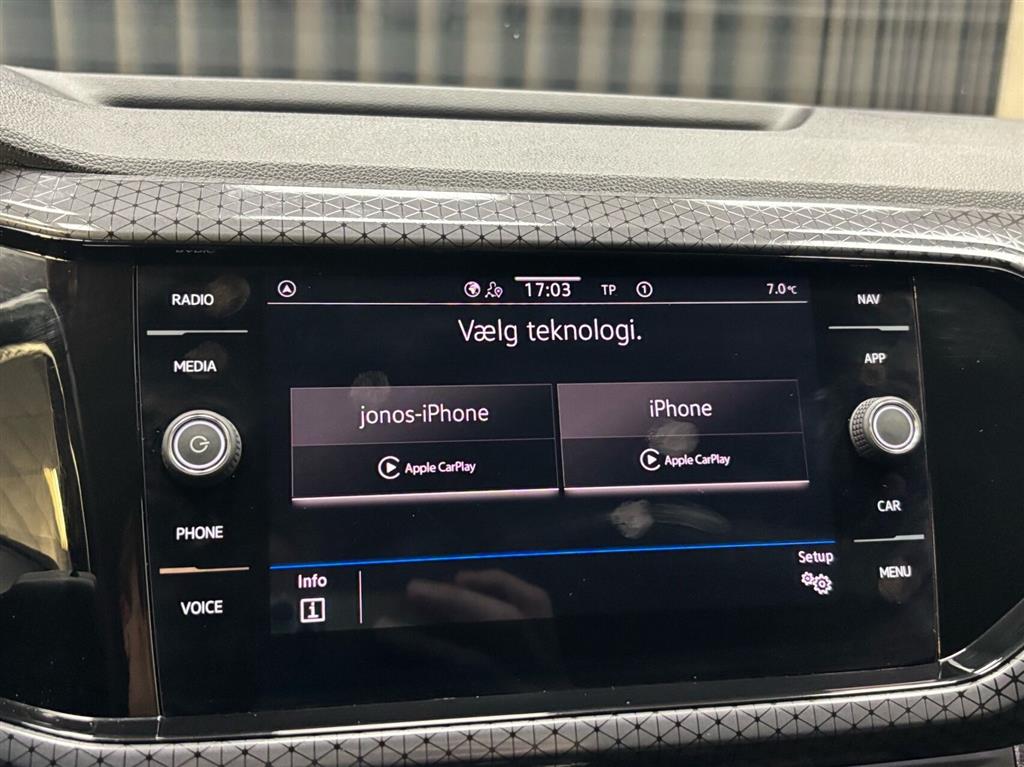 RADIO
MEDIA
PHONE
VOICE
17:03 TP 1 7.0°C
Vælg teknologi.
jonos-iPhone
Apple CarPlay
iPhone
Apple CarPlay
Info
i
Setup
NAV
APP
CAR
MENU